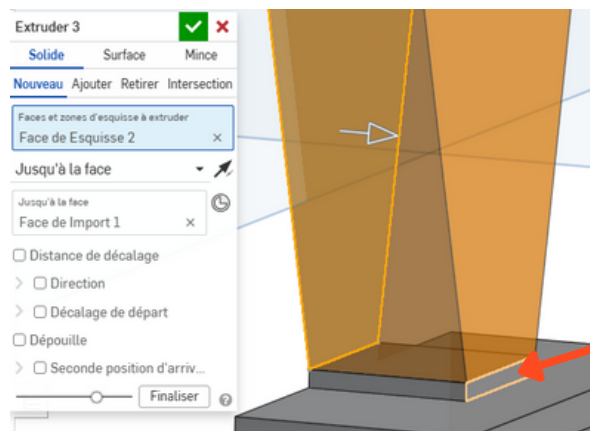 Extruder 3
Solide Surface Mince
Nouveau Ajouter Retirer Intersection
Faces et zones d'esquisse à extruder
Face de Esquisse 2
Jusqu'à la face
Jusqu'à la face
Face de Import 1
Distance de décalage
Direction
Décalage de départ
Dépouille
Seconde position d'arriv...
Finaliser